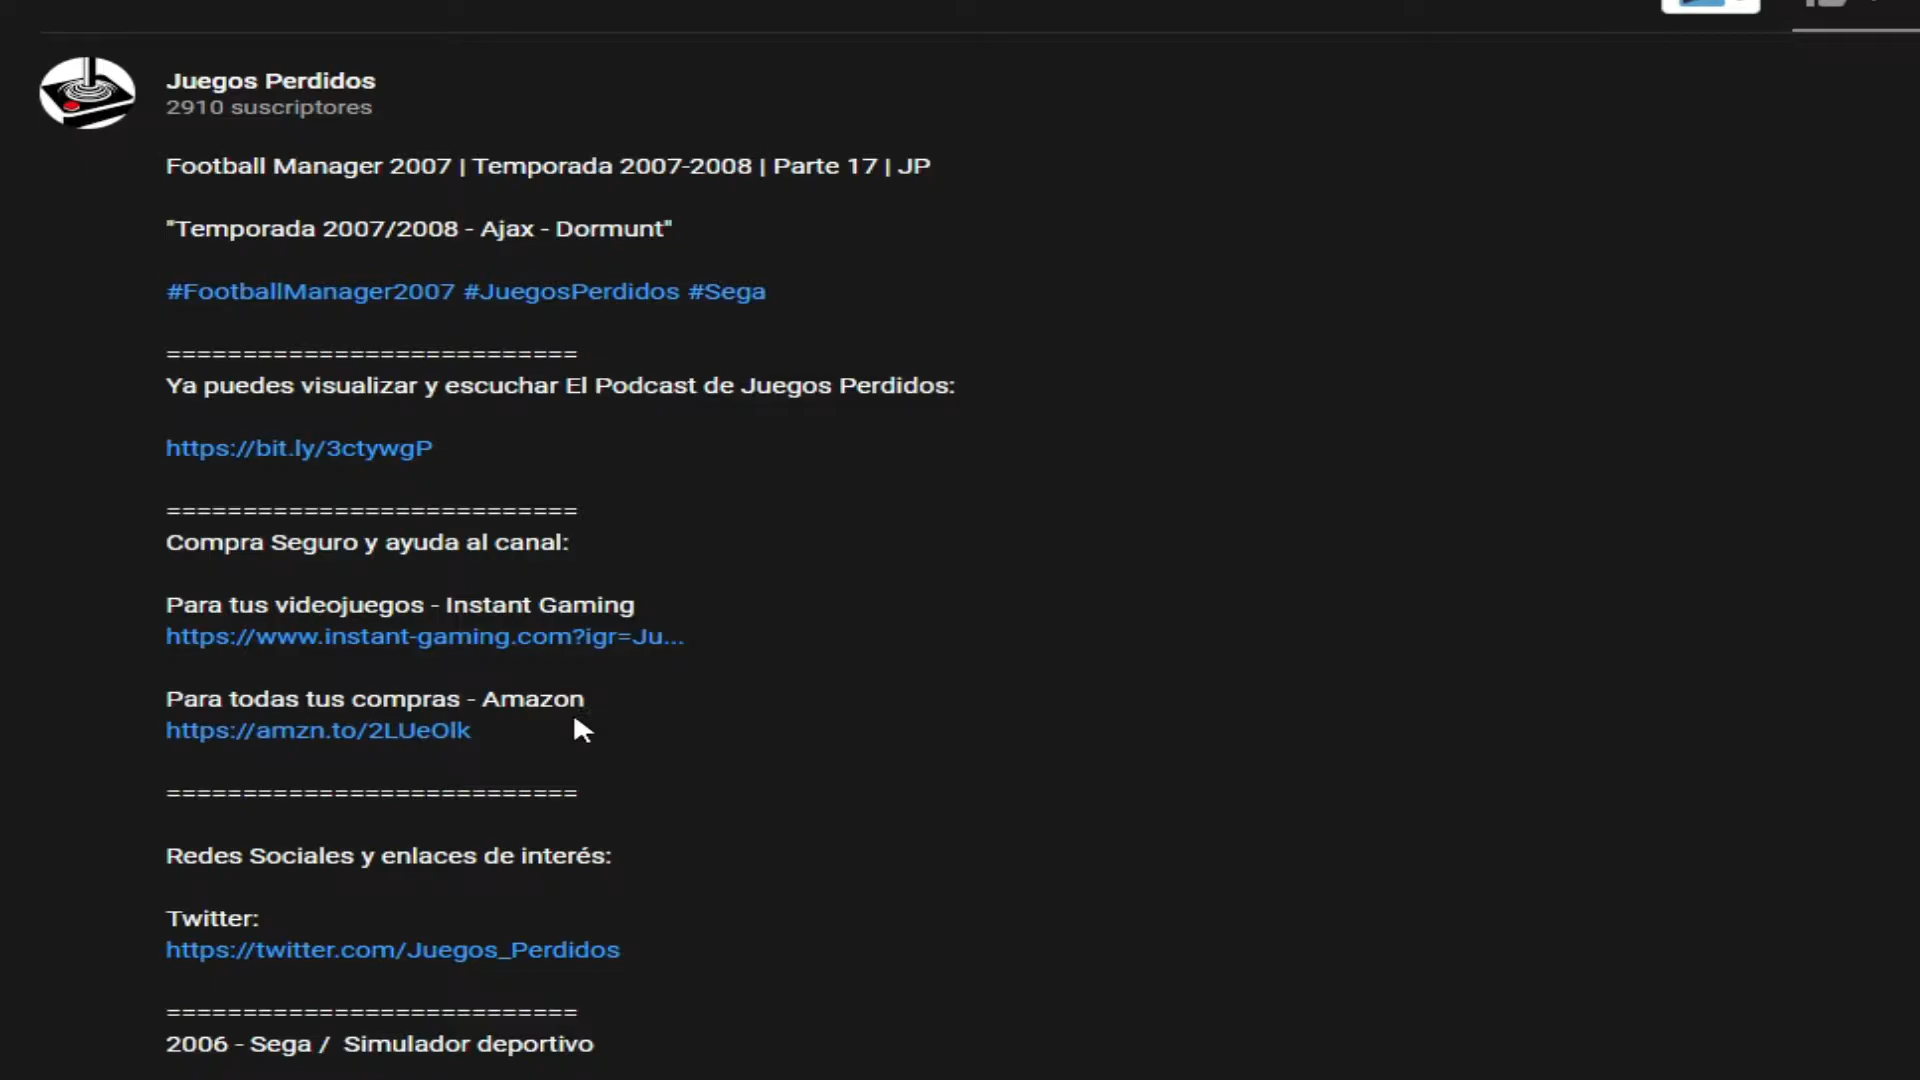 Juegos Perdidos
2910 suscriptores
Football Manager 2007 | Temporada 2007-2008 | Parte 17 | JP
"Temporada 2007/2008 - Ajax - Dormunt"
#FootballManager2007 #JuegosPerdidos #Sega
===========================
Ya puedes visualizar y escuchar El Podcast de Juegos Perdidos:
https://bit.ly/3ctywgP
===========================
Compra Seguro y ayuda al canal:
Para tus videojuegos - Instant Gaming
https://www.instant-gaming.com?igr=Ju...
Para todas tus compras - Amazon
https://amzn.to/2LUeOlk
===========================
Redes Sociales y enlaces de interés:
Twitter:
https://twitter.com/Juegos_Perdidos
===========================
2006 - Sega /  Simulador deportivo